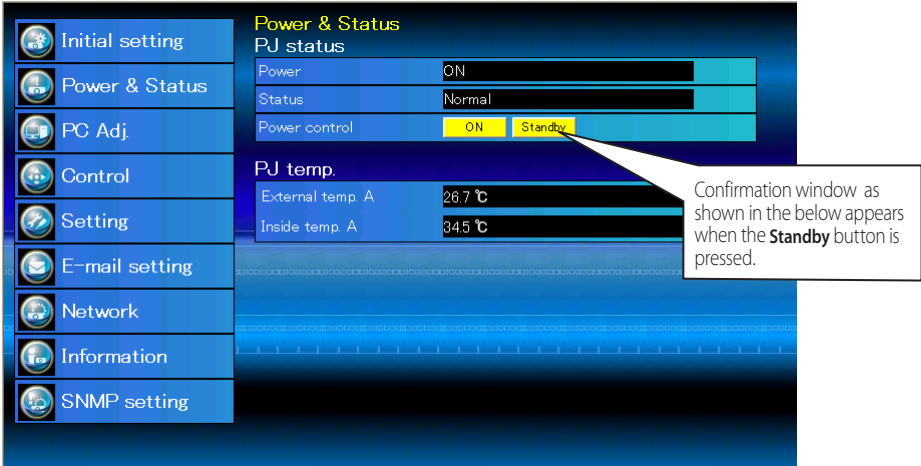 Initial setting
Power & Status
PC Adj.
Control
Setting
E-mail setting
Network
Information
SNMP setting
Power & Status
PJ status
Power ON
Status Normal
Power control ON Standby
PJ temp.
External temp. A 26.7 ℃
Inside temp. A 34.5 ℃
Confirmation window as
shown in the below appears
when the Standby button is
pressed.